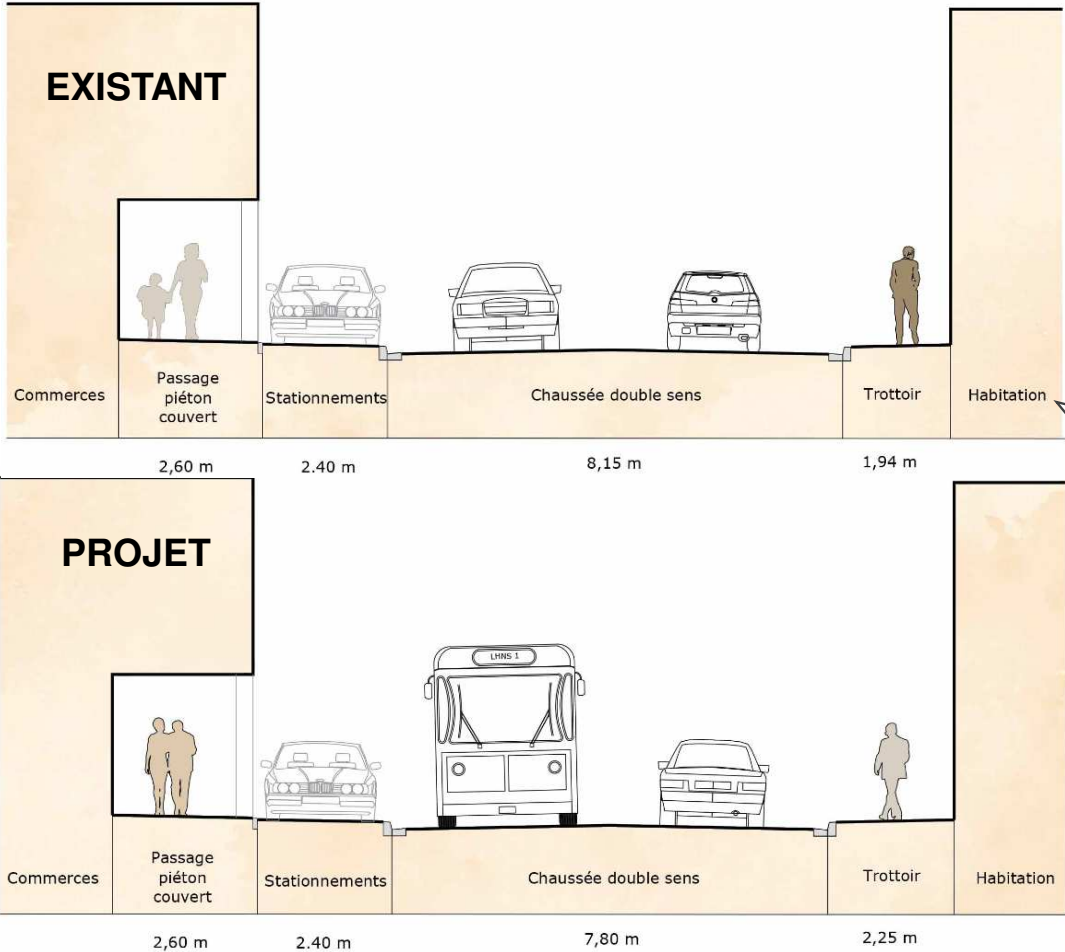 EXISTANT
Commerces
Passage
piéton
couvert
Stationnements
Chaussée double sens
Trottoir
Habitation
2,60 m
2.40 m
8,15 m
1,94 m
PROJET
LHNS 1
Commerces
Passage
piéton
couvert
Stationnements
Chaussée double sens
Trottoir
Habitation
2,60 m
2.40 m
7,80 m
2,25 m